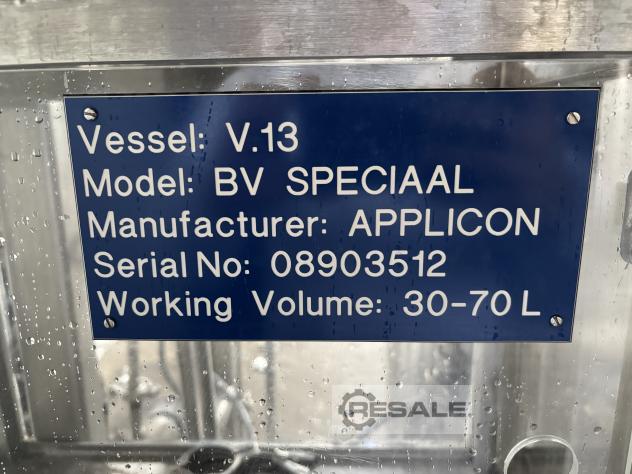 Vessel: V.13
Model: BV SPECIAAL
Manufacturer: APPLICON
Serial No: 08903512
Working Volume: 30-70 L
RESALE